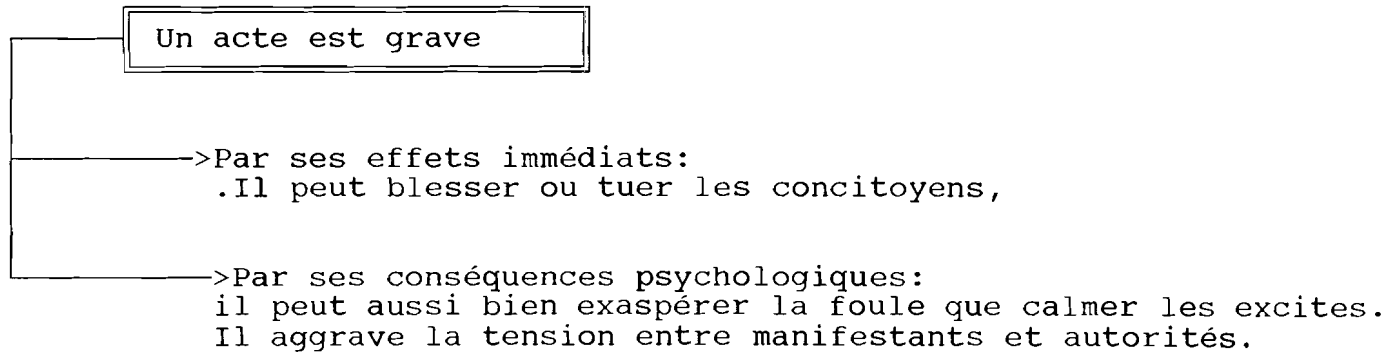 Un acte est grave
>Par ses effets immédiats:
.Il peut blesser ou tuer les concitoyens,
>Par ses conséquences psychologiques:
il peut aussi bien exaspérer la foule que calmer les excites.
Il aggrave la tension entre manifestants et autorités.